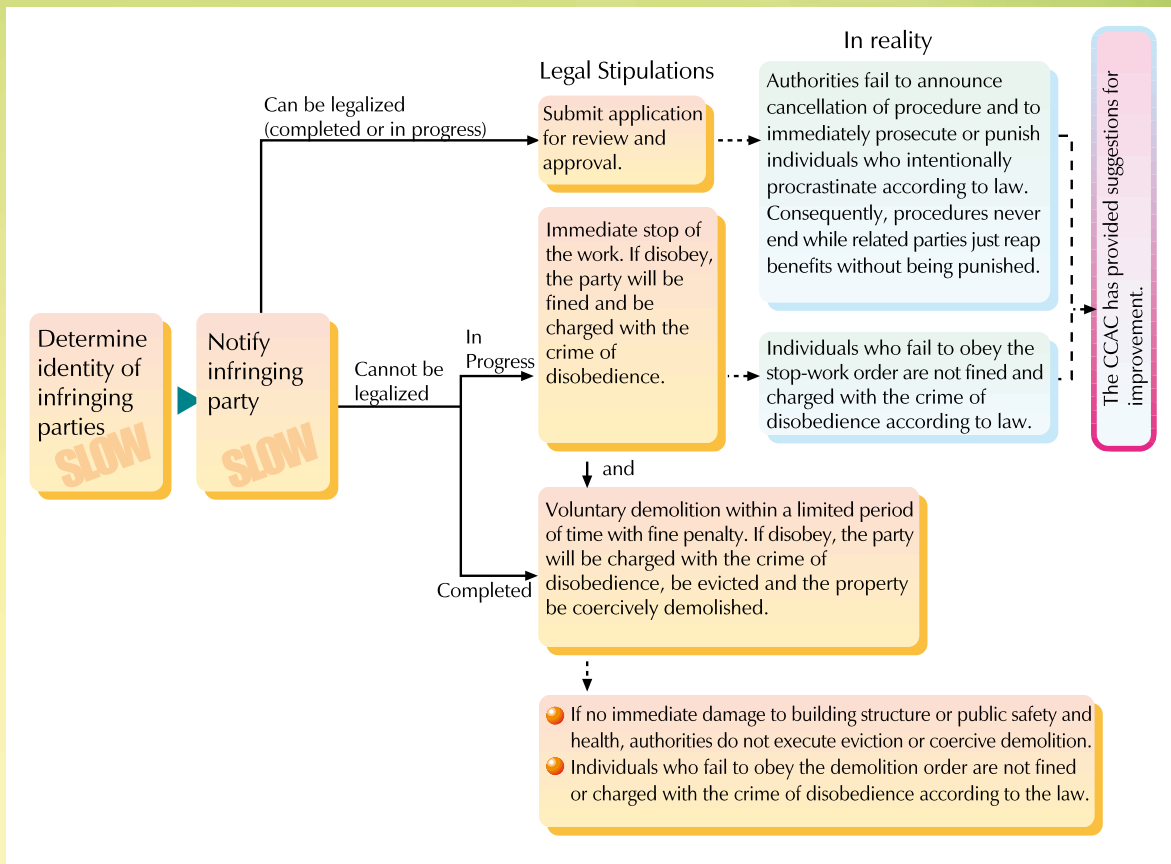 Determine
identity of
infringing
parties
SLOW
Notify
infringing
party
SLOW
Can be legalized
(completed or in progress)
Cannot be
legalized
In
Progress
Completed
Legal Stipulations
Submit application
for review and
approval.
Immediate stop of
the work. If disobey,
the party will be
fined and be
charged with the
crime of
disobedience.
and
Voluntary demolition within a limited period
of time with fine penalty. If disobey, the party
will be charged with the crime of
disobedience, be evicted and the property
be coercively demolished.
If no immediate damage to building structure or public safety and
health, authorities do not execute eviction or coercive demolition.
Individuals who fail to obey the demolition order are not fined
or charged with the crime of disobedience according to the law.
In reality
Authorities fail to announce
cancellation of procedure and to
immediately prosecute or punish
individuals who intentionally
procrastinate according to law.
Consequently, procedures never
end while related parties just reap
benefits without being punished.
Individuals who fail to obey the
stop-work order are not fined and
charged with the crime of
disobedience according to law.
The CCAC has provided suggestions for
improvement.